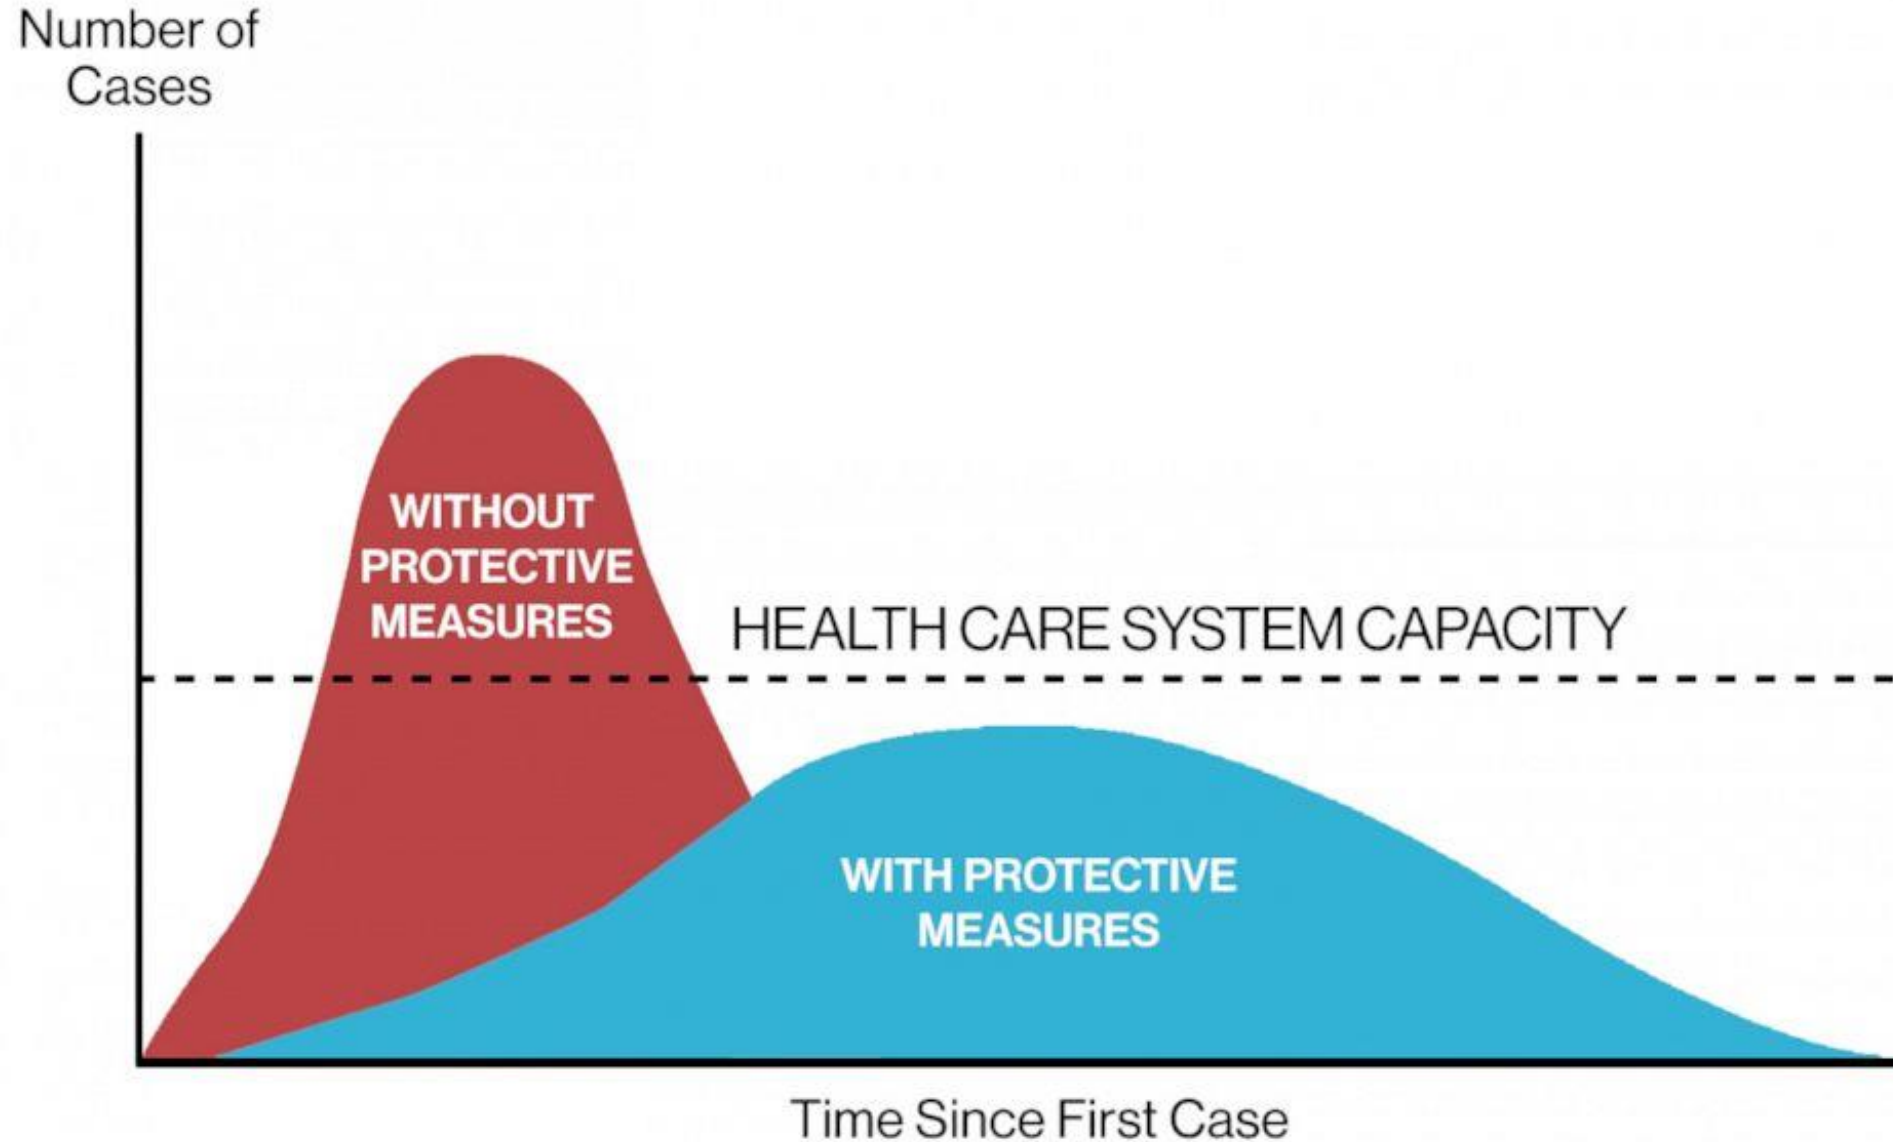 Number of
Cases
WITHOUT
PROTECTIVE
MEASURES
HEALTH CARE SYSTEM CAPACITY
WITH PROTECTIVE
MEASURES
Time Since First Case